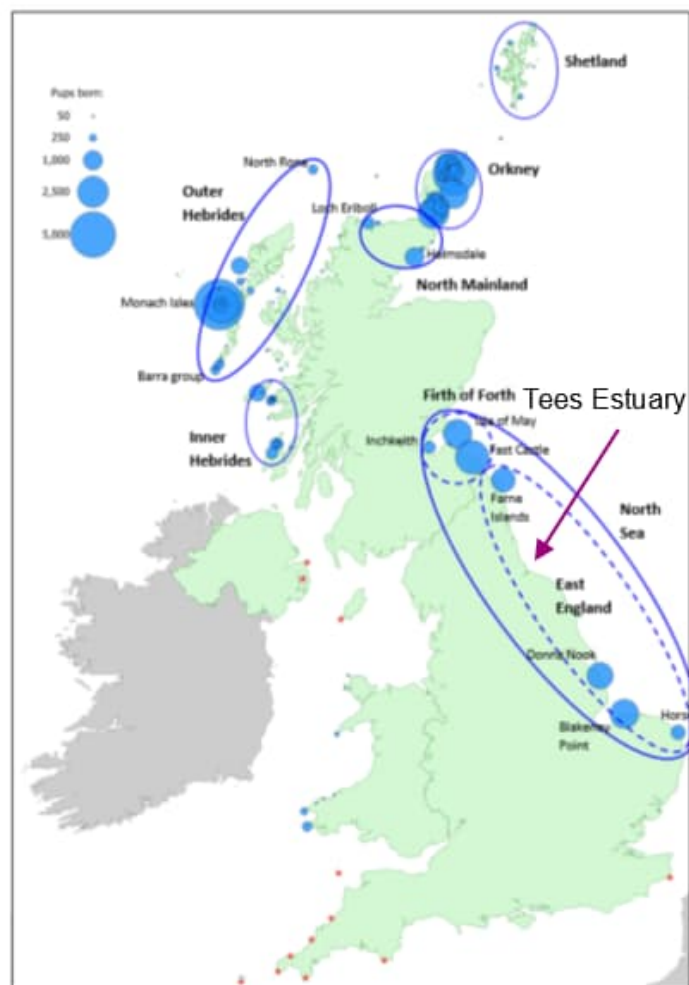 Shetland
Pups born:
50
250
1,000
2,500
5,000
North Rona
Orkney
Outer
Hebrides
Loch Eriboll
Helmsdale
North Mainland
Monach Isles
Barra group
Firth of Forth
Tees Estuary
Isle of May
Inchkeith
Fast Castle
Inner
Hebrides
Farne
Islands
North
Sea
East
England
Donna Nook
Blakeney
Point
Hors